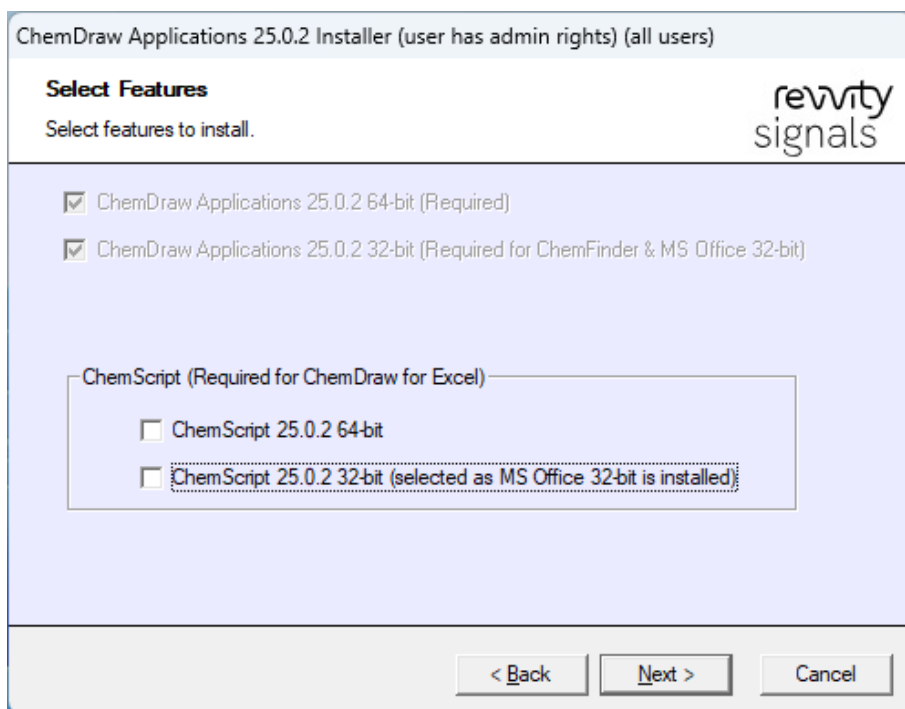 ChemDraw Applications 25.0.2 Installer (user has admin rights) (all users)
Select Features
Select features to install.
revvity
signals
ChemDraw Applications 25.0.2 64-bit (Required)
ChemDraw Applications 25.0.2 32-bit (Required for ChemFinder & MS Office 32-bit)
ChemScript (Required for ChemDraw for Excel)
ChemScript 25.0.2 64-bit
ChemScript 25.0.2 32-bit (selected as MS Office 32-bit is installed)
< Back
Next >
Cancel